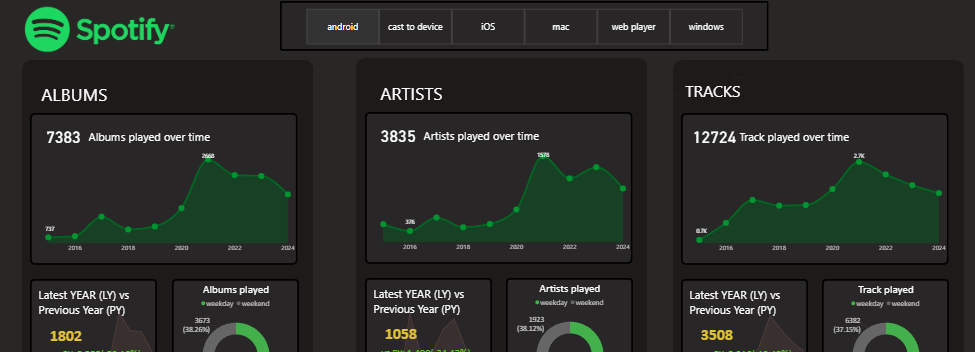 Spotify®
android cast to device iOS mac web player windows
ALBUMS
7383 Albums played over time
2668
737
2016 2018 2020 2022 2024
Latest YEAR (LY) vs
Previous Year (PY)
1802
Albums played
weekday weekend
3673
(38.26%)
ARTISTS
3835 Artists played over time
1578
376
2016 2018 2020 2022 2024
Latest YEAR (LY) vs
Previous Year (PY)
1058
Artists played
weekday weekend
1923
(38.12%)
TRACKS
12724 Track played over time
2.7K
0.7K
2016 2018 2020 2022 2024
Latest YEAR (LY) vs
Previous Year (PY)
3508
Track played
weekday weekend
6382
(37.15%)